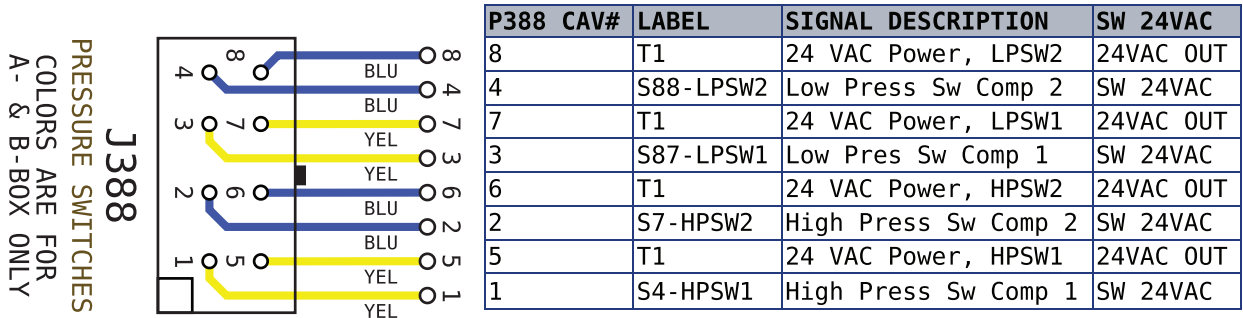 PRESSURE SWITCHES
COLORS ARE FOR
A- & B-BOX ONLY
J388
8
4
3
7
2
6
1
5
BLU
BLU
YEL
YEL
BLU
BLU
YEL
YEL
8
4
7
3
6
2
5
1
P388 CAV# LABEL SIGNAL DESCRIPTION SW 24VAC
8 T1 24 VAC Power, LPSW2 24VAC OUT
4 S88-LPSW2 Low Press Sw Comp 2 SW 24VAC
7 T1 24 VAC Power, LPSW1 24VAC OUT
3 S87-LPSW1 Low Pres Sw Comp 1 SW 24VAC
6 T1 24 VAC Power, HPSW2 24VAC OUT
2 S7-HPSW2 High Press Sw Comp 2 SW 24VAC
5 T1 24 VAC Power, HPSW1 24VAC OUT
1 S4-HPSW1 High Press Sw Comp 1 SW 24VAC